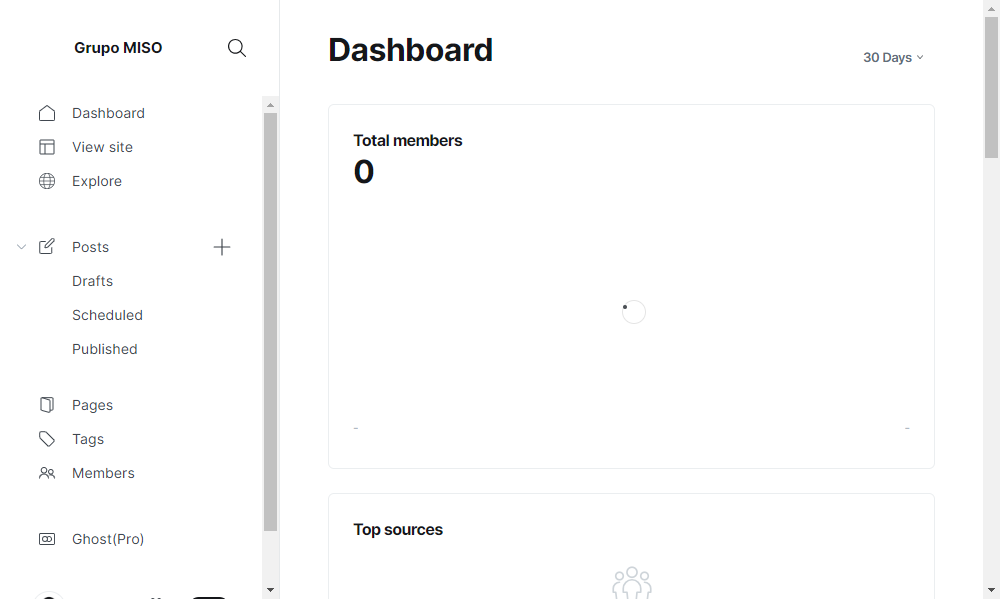 Grupo MISO
Dashboard
View site
Explore
Posts
Drafts
Scheduled
Published
Pages
Tags
Members
Ghost(Pro)
Dashboard
30 Days
Total members
0
-
-
Top sources